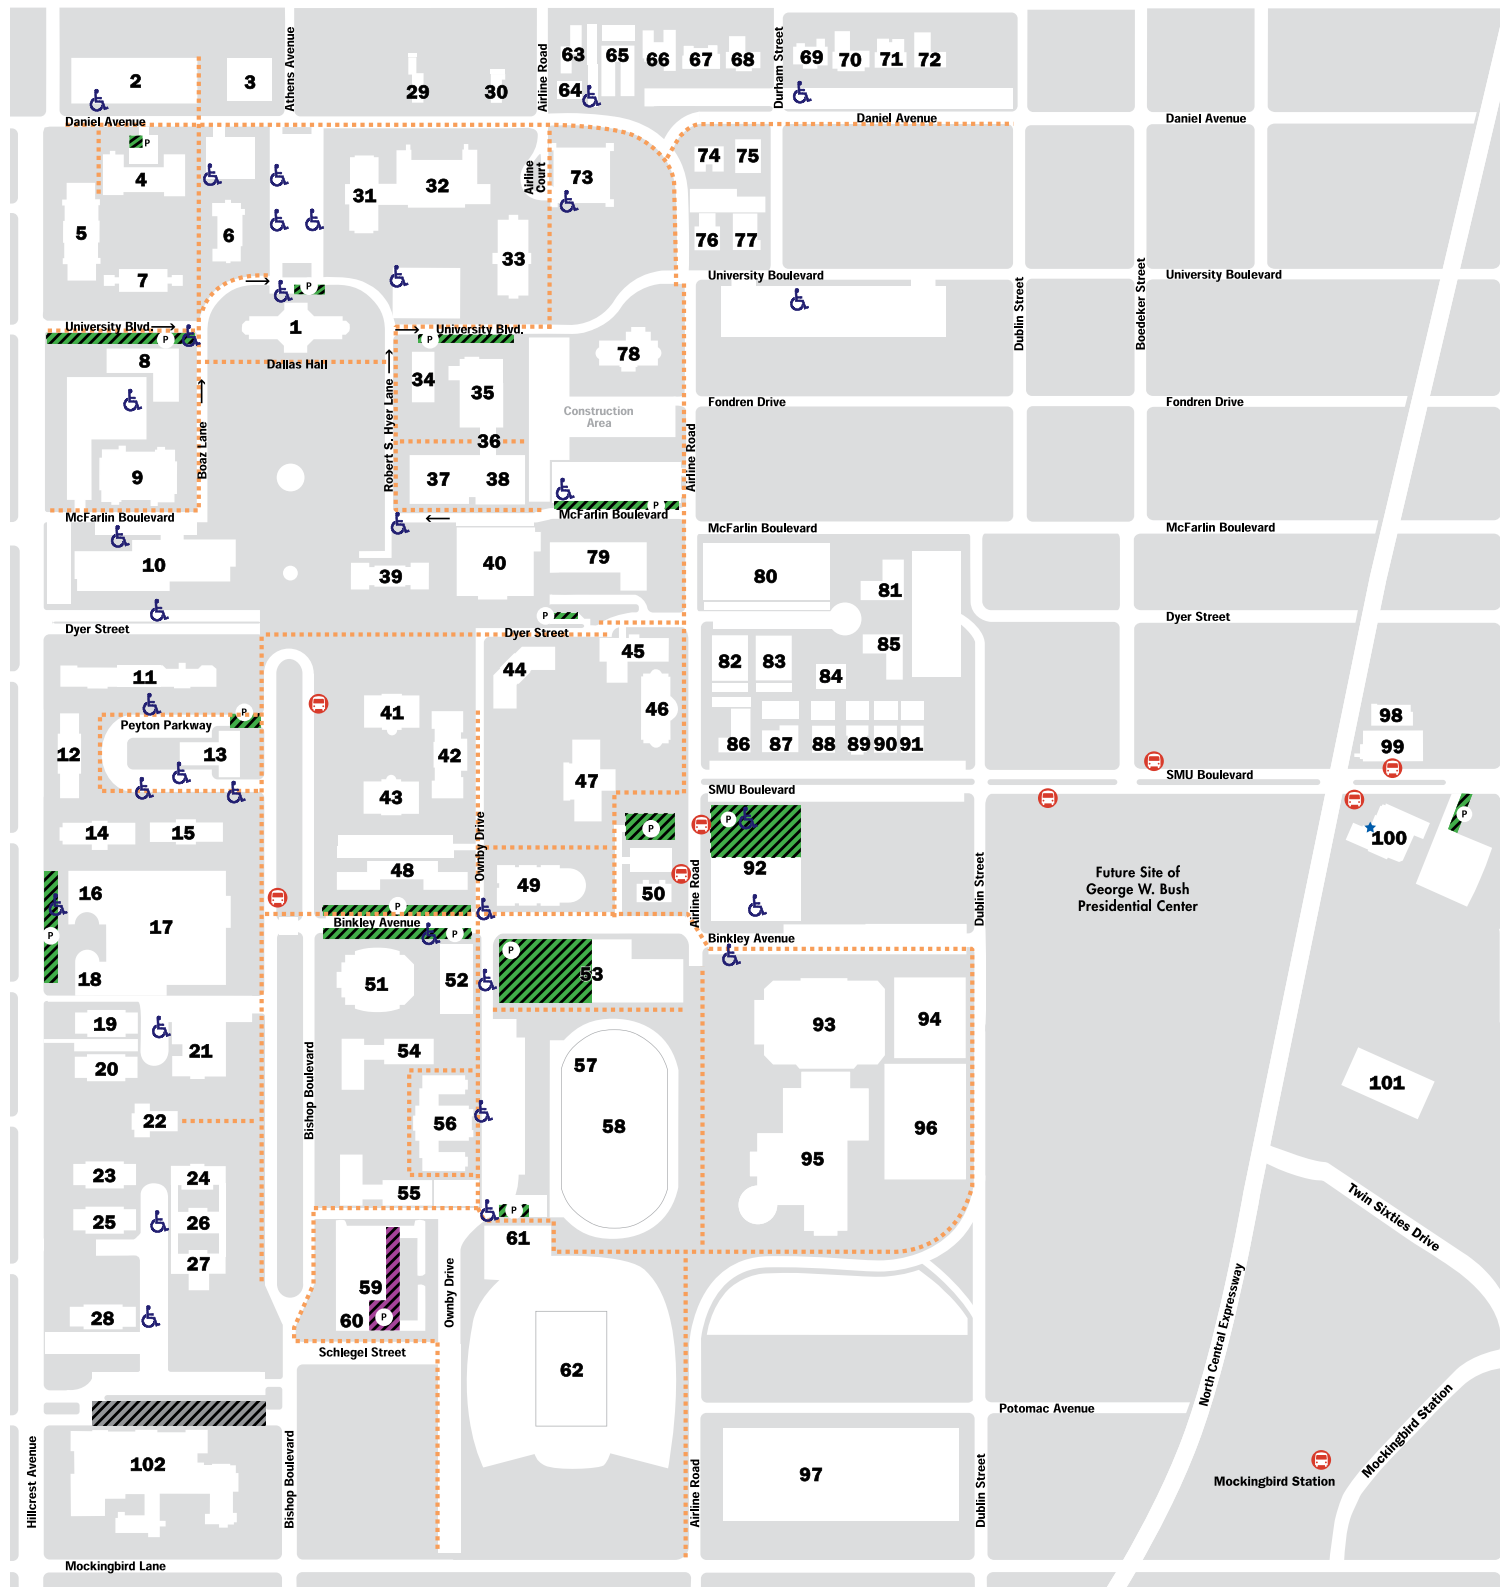 Athens Avenue
Airline Road
Durham Street
63
65
66
67
68
69
70
71
72
2
3
29
30
64
Daniel Avenue
Daniel Avenue
Daniel Avenue
P
4
31
32
Airline
Court
73
74
75
5
6
33
76
77
7
University Boulevard
University Boulevard
Dublin Street
Boedeker Street
P
1
University Blvd.
P
University Blvd.
P
8
Dallas Hall
34
35
78
Boaz Lane
Robert S. Hyer Lane
Construction
Area
Fondren Drive
Fondren Drive
Airline Road
36
9
37
38
P
McFarlin Boulevard
McFarlin Boulevard
McFarlin Boulevard
McFarlin Boulevard
10
39
40
79
80
81
P
Dyer Street
Dyer Street
Dyer Street
11
44
45
82
83
84
85
P
Peyton Parkway
41
42
46
12
13
43
47
86
87
88
89
90
91
98
99
SMU Boulevard
SMU Boulevard
14
15
Ownby Drive
P
P
P
100
16
17
18
P
48
49
50
92
Airline Road
Dublin Street
Future Site of
George W. Bush
Presidential Center
P
Binkley Avenue
P
Binkley Avenue
P
51
52
53
19
20
21
Bishop Boulevard
54
57
93
94
101
22
56
58
95
96
23
24
25
26
27
55
P
61
Twin Sixties Drive
59
60
P
28
Ownby Drive
North Central Expressway
Schlegel Street
62
Potomac Avenue
Mockingbird Station
Hillcrest Avenue
102
Bishop Boulevard
Airline Road
97
Dublin Street
Mockingbird Station
Mockingbird Lane